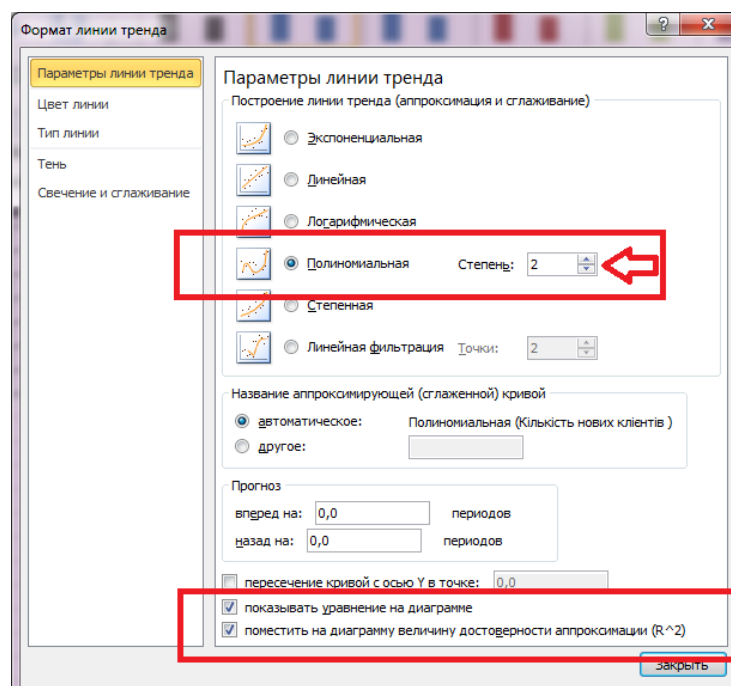 Формат линии тренда
Параметры линии тренда
Цвет линии
Тип линии
Тень
Свечение и сглаживание
Параметры линии тренда
Построение линии тренда (аппроксимация и сглаживание)
Экспоненциальная
Линейная
Логарифмическая
Полиномиальная Степень: 2
Степенная
Линейная фильтрация Точки: 2
Название аппроксимирующей (сглаженной) кривой
автоматическое: Полиномиальная (Кількість нових клієнтів )
другое:
Прогноз
вперед на: 0,0 периодов
назад на: 0,0 периодов
пересечение кривой с осью Y в точке: 0,0
показывать уравнение на диаграмме
поместить на диаграмму величину достоверности аппроксимации (R^2)
Закрыть